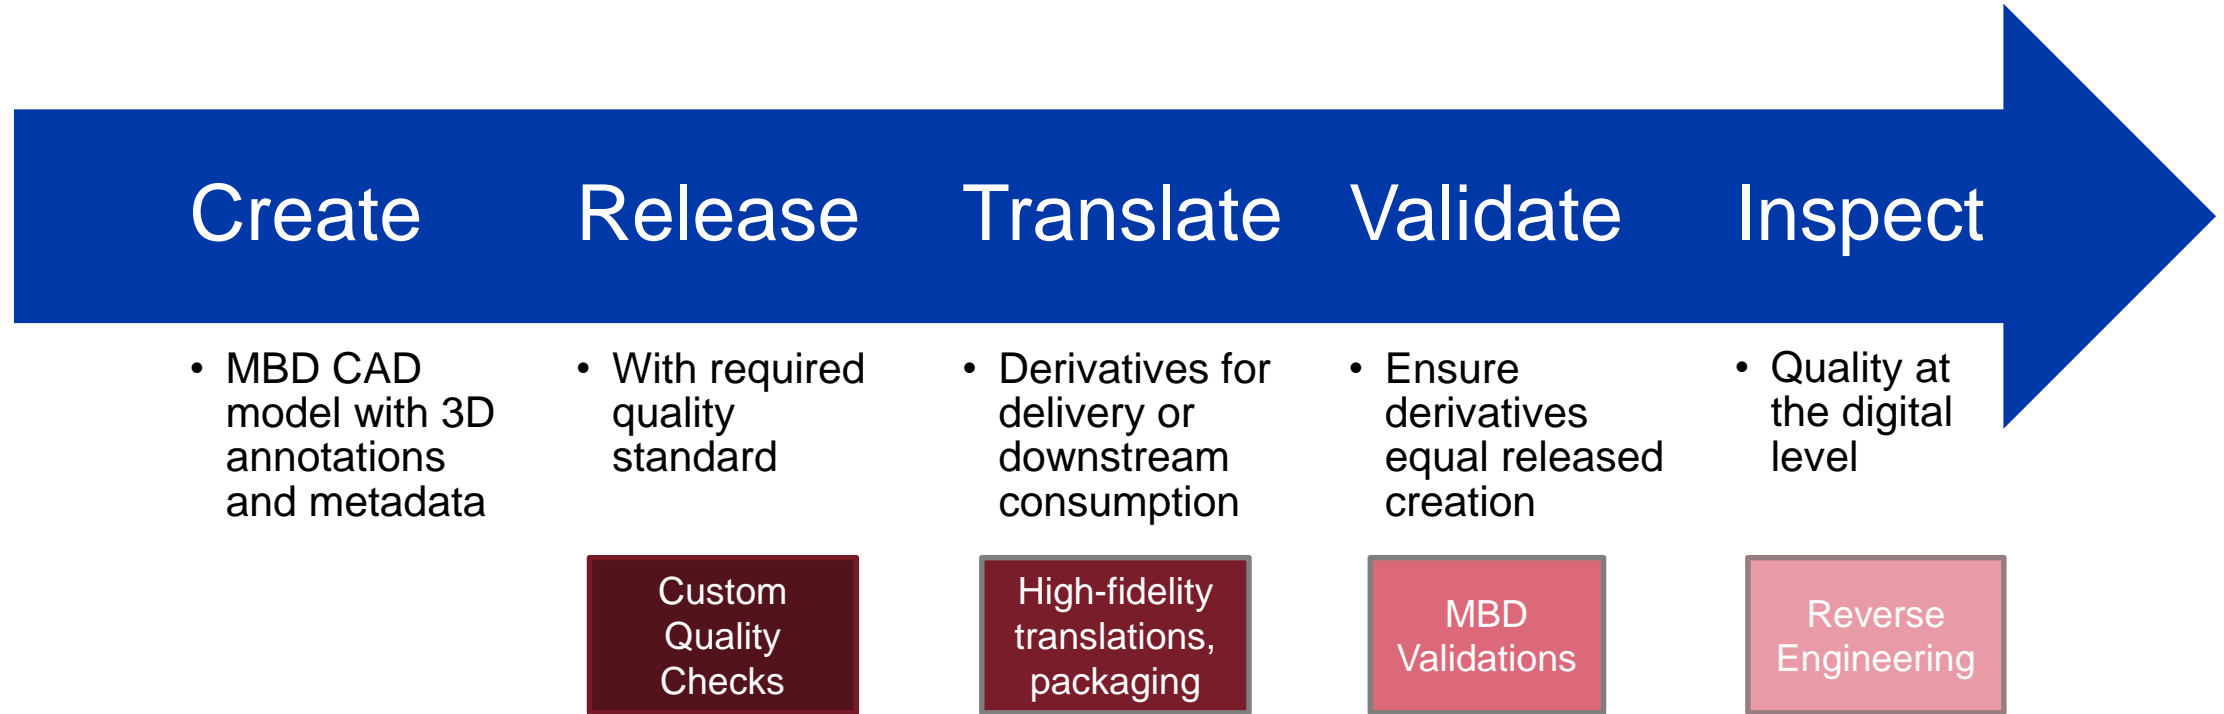 Create
Release
Translate
Validate
Inspect
• MBD CAD
model with 3D
annotations
and metadata
• With required
quality
standard
• Derivatives for
delivery or
downstream
consumption
• Ensure
derivatives
equal released
creation
• Quality at
the digital
level
Custom
Quality
Checks
High-fidelity
translations,
packaging
MBD
Validations
Reverse
Engineering